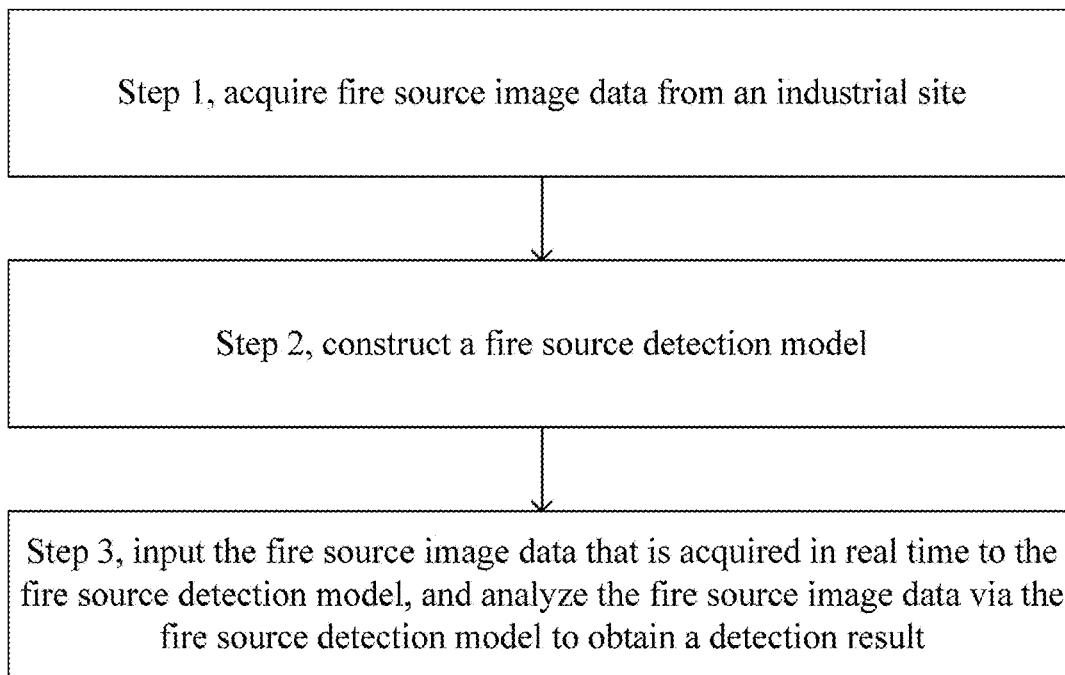 Step 1, acquire fire source image data from an industrial site
Step 2, construct a fire source detection model
Step 3, input the fire source image data that is acquired in real time to the
fire source detection model, and analyze the fire source image data via the
fire source detection model to obtain a detection result